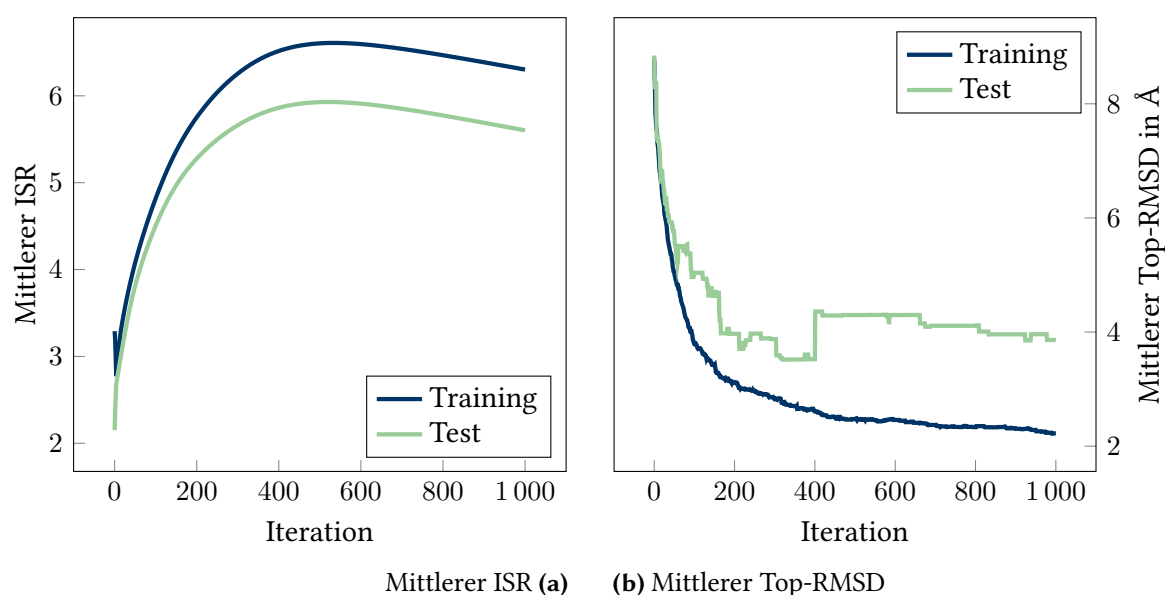 Mittlerer ISR
6
5
4
3
2
0
200
400
600
800
1 000
Iteration
Training
Test
Training
Test
8
6
4
2
Mittlerer Top-RMSD in Å
0
200
400
600
800
1 000
Iteration
Mittlerer ISR (a)
(b) Mittlerer Top-RMSD